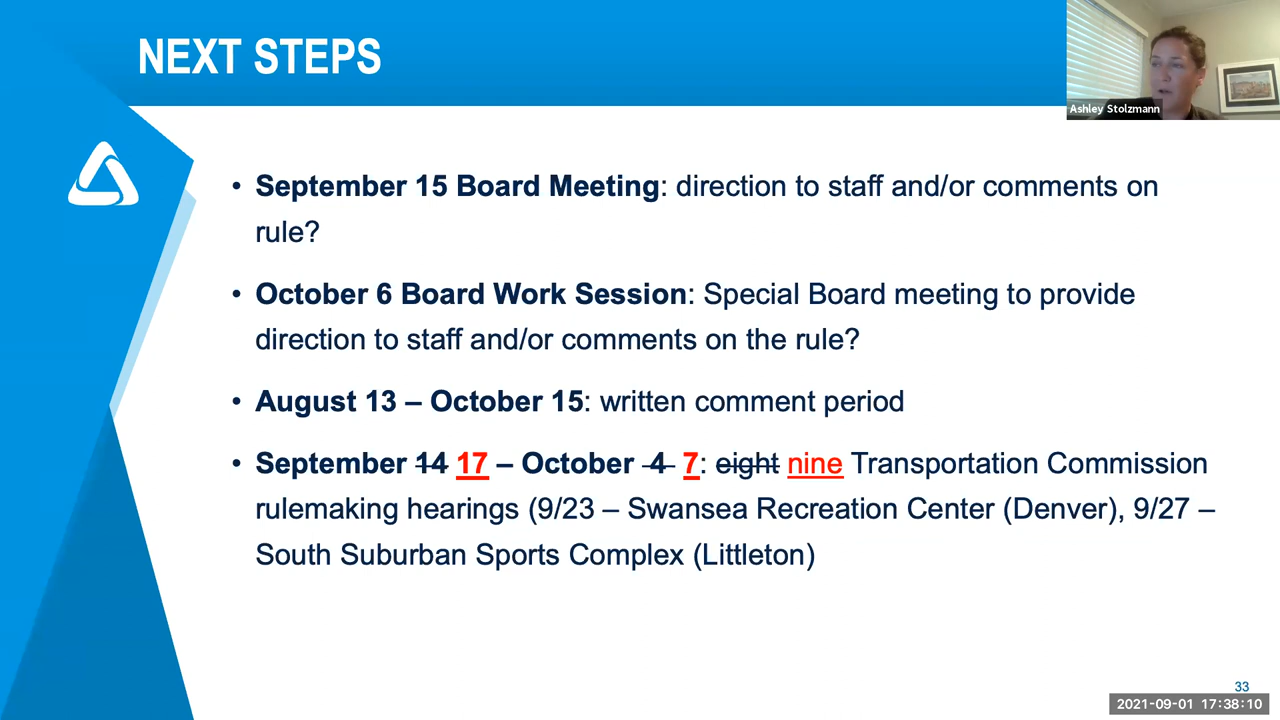 NEXT STEPS
Ashley Stolzmann
• September 15 Board Meeting: direction to staff and/or comments on
rule?
• October 6 Board Work Session: Special Board meeting to provide
direction to staff and/or comments on the rule?
• August 13 – October 15: written comment period
• September 14 17 – October -4- 7: eight nine Transportation Commission
rulemaking hearings (9/23 – Swansea Recreation Center (Denver), 9/27 –
South Suburban Sports Complex (Littleton)
33
2021-09-01 17:38:10